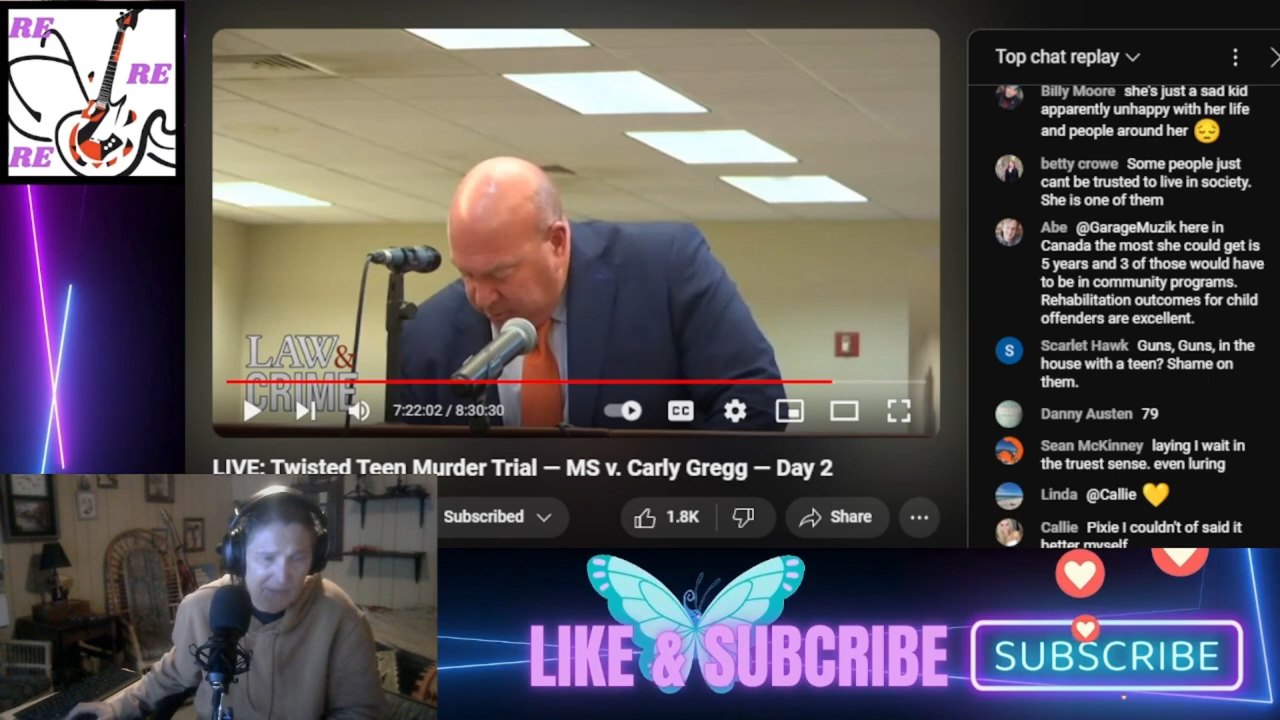 RE
RE
RE
Top chat replay
Billy Moore she's just a sad kid
apparently unhappy with her life
and people around her
betty crowe Some people just
cant be trusted to live in society.
She is one of them
Abe @GarageMuzik here in
Canada the most she could get is
5 years and 3 of those would have
to be in community programs.
Rehabilitation outcomes for child
offenders are excellent.
S
Scarlet Hawk Guns, Guns, in the
house with a teen? Shame on
them.
Danny Austen 79
Sean McKinney laying I wait in
the truest sense. even luring
Linda @Callie
Callie Pixie I couldn't of said it
better myself
LAW&
CRIME
7:22:02 / 8:30:30
CC
LIVE: Twisted Teen Murder Trial — MS v. Carly Gregg — Day 2
Subscribed
1.8K
Share
LIKE & SUBCRIBE
SUBSCRIBE